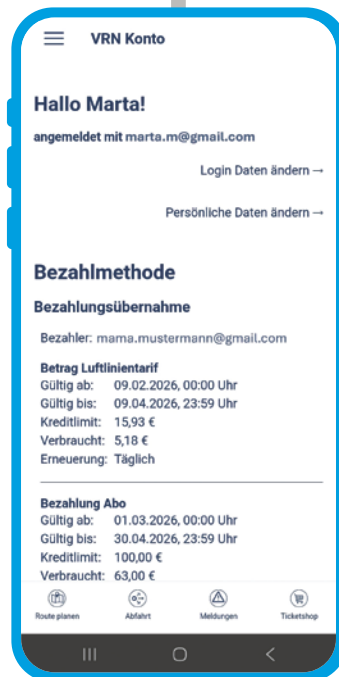 VRN Konto
Hallo Marta!
angemeldet mit marta.m@gmail.com
Login Daten ändern →
Persönliche Daten ändern →
Bezahlmethode
Bezahlungsübernahme
Bezahler: mama.mustermann@gmail.com
Betrag Luftlinientarif
Gültig ab: 09.02.2026, 00:00 Uhr
Gültig bis: 09.04.2026, 23:59 Uhr
Kreditlimit: 15,93 €
Verbraucht: 5,18 €
Erneuerung: Täglich
Bezahlung Abo
Gültig ab: 01.03.2026, 00:00 Uhr
Gültig bis: 30.04.2026, 23:59 Uhr
Kreditlimit: 100,00 €
Verbraucht: 63,00 €
Route planen Abfahrt Meldungen Ticketshop